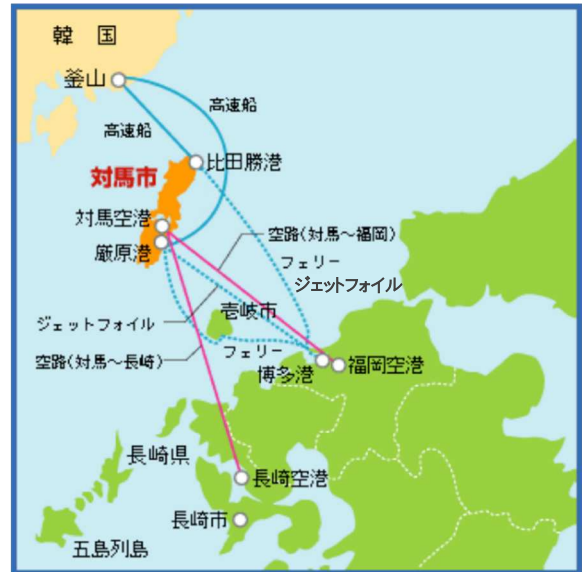 韓 国
釜山
高速船
高速船
比田勝港
対馬市
対馬空港
厳原港
空路(対馬～福岡)
フェリー
ジェットフォイル
壱岐市
ジェットフォイル
フェリー
空路(対馬～長崎)
博多港
福岡空港
長崎県
長崎空港
長崎市
五島列島